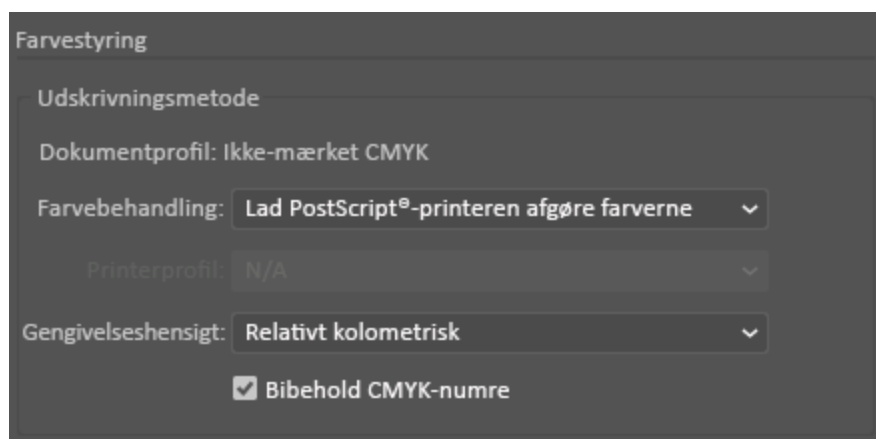 Farvestyring
Udskrivningsmetode
Dokumentprofil: Ikke-mærket CMYK
Farvebehandling: Lad PostScript®-printeren afgøre farverne
Printerprofil: N/A
Gengivelseshensigt: Relativt kolometrisk
Bibehold CMYK-numre